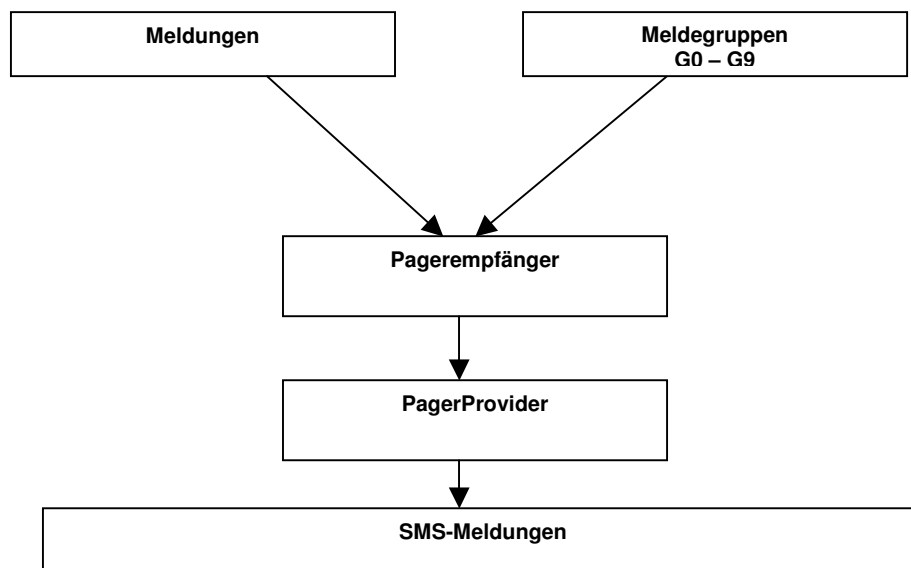 Meldungen
Meldegruppen
G0 – G9
Pagerempfänger
PagerProvider
SMS-Meldungen